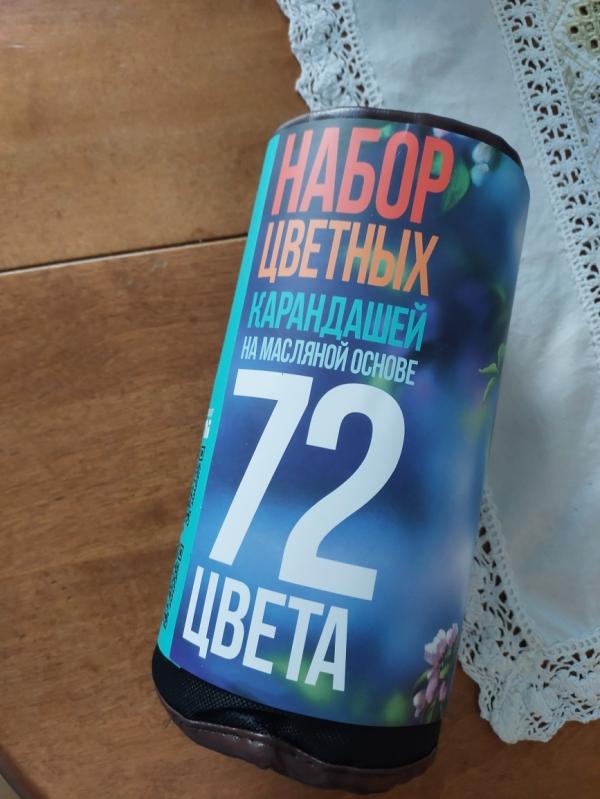 НАБОР
ЦВЕТНЫХ
КАРАНДАШЕЙ
НА МАСЛЯНОЙ ОСНОВЕ
72
ЦВЕТА